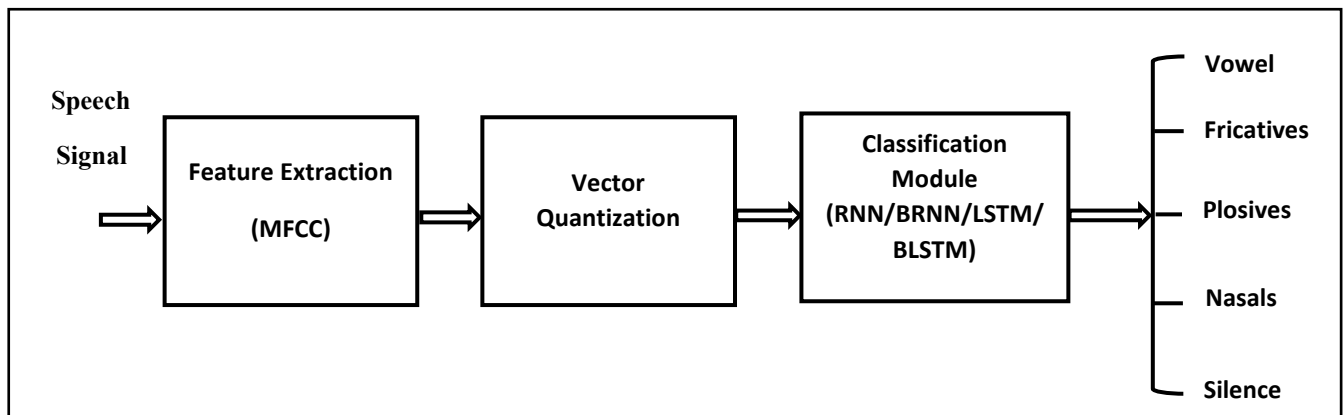 Speech
Signal
Feature Extraction
(MFCC)
Vector
Quantization
Classification
Module
(RNN/BRNN/LSTM/
BLSTM)
Vowel
Fricatives
Plosives
Nasals
Silence